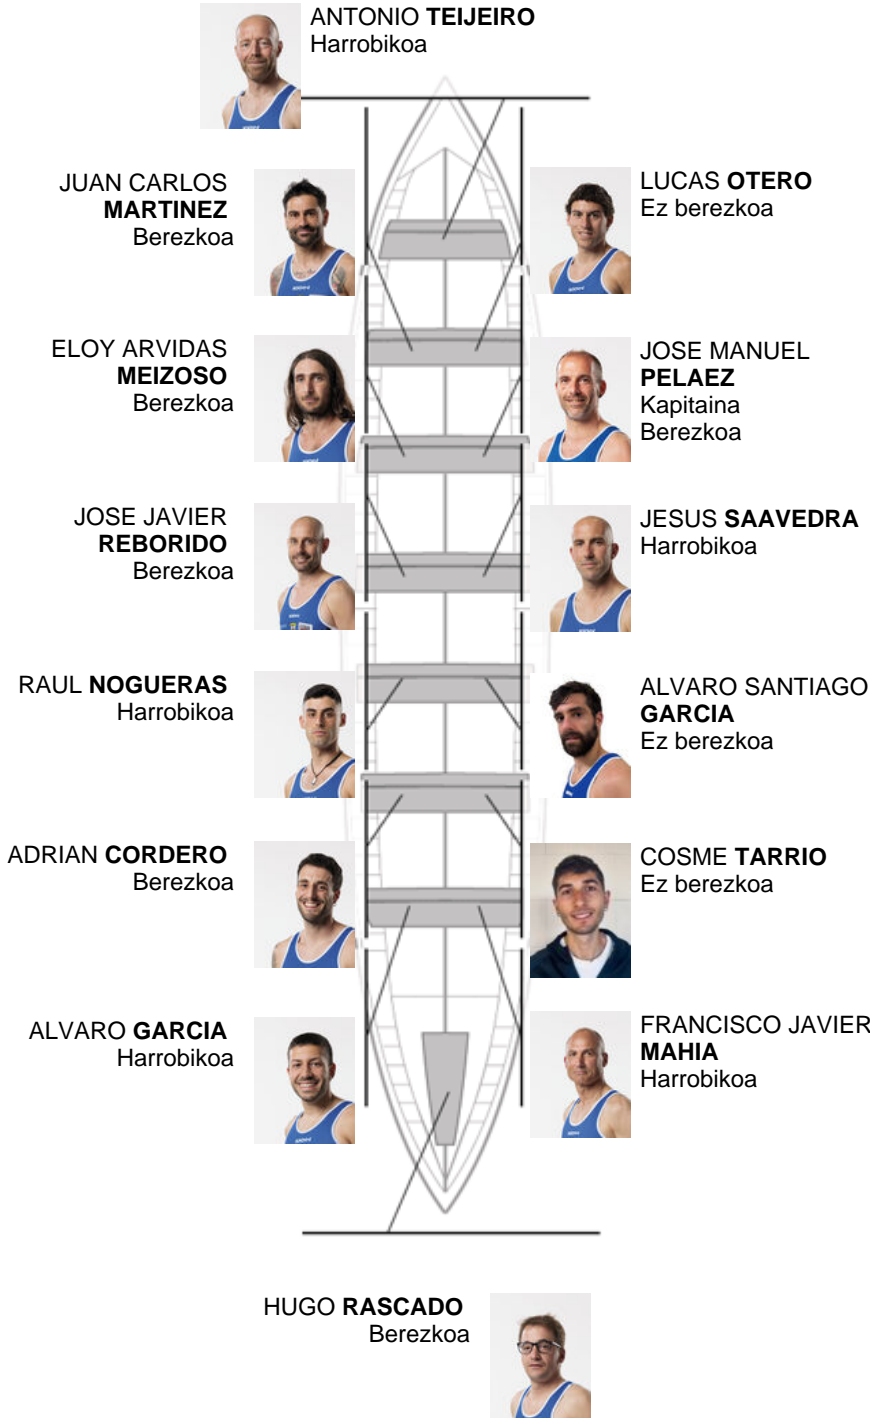 ANTONIO TEIJEIRO
Harrobikoa
JUAN CARLOS
MARTINEZ
Berezkoa
LUCAS OTERO
Ez berezkoa
ELOY ARVIDAS
MEIZOSO
Berezkoa
JOSE MANUEL
PELAEZ
Kapitaina
Berezkoa
JOSE JAVIER
REBORIDO
Berezkoa
JESUS SAAVEDRA
Harrobikoa
RAUL NOGUERAS
Harrobikoa
ALVARO SANTIAGO
GARCIA
Ez berezkoa
ADRIAN CORDERO
Berezkoa
COSME TARRIO
Ez berezkoa
ALVARO GARCIA
Harrobikoa
FRANCISCO JAVIER
MAHIA
Harrobikoa
HUGO RASCADO
Berezkoa